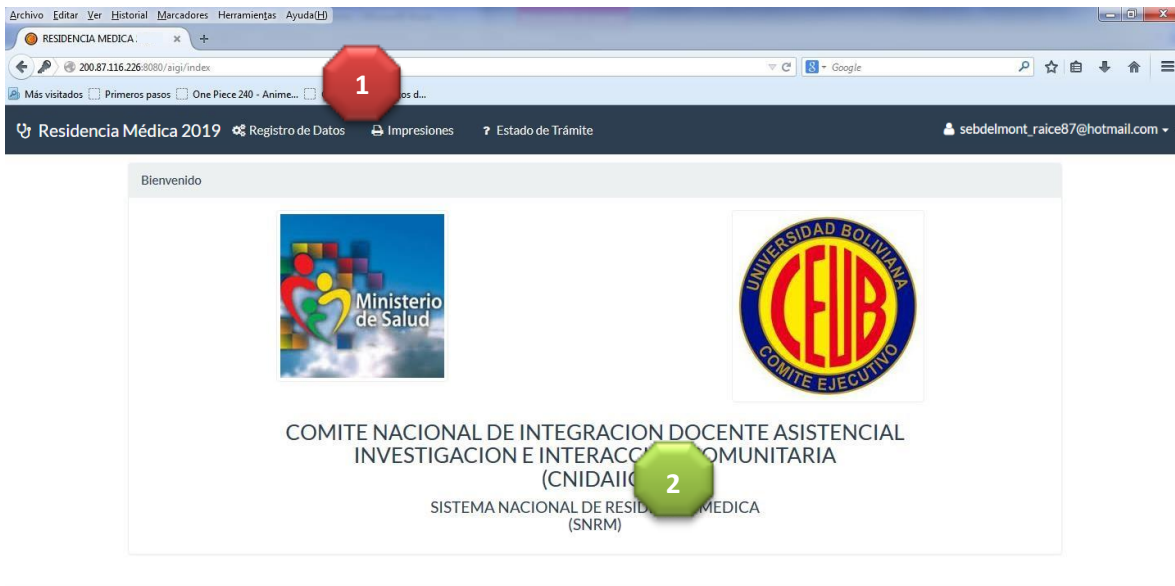 Archivo Editar Ver Historial Marcadores Herramientas Ayuda(H)
RESIDENCIA MEDICA
200.87.116.226:8080/aigi/index
Google
Más visitados Primeros pasos One Piece 240 - Anime... os d...
1
Residencia Médica 2019 Registro de Datos Impresiones ? Estado de Trámite sebdelmont_raice87@hotmail.com
Bienvenido
Ministerio
de Salud
UNIVERSIDAD BOLIVIANA
CEUB
COMITE EJECUTIVO
COMITE NACIONAL DE INTEGRACION DOCENTE ASISTENCIAL
INVESTIGACION E INTERACC OMUNITARIA
(CNIDAIIC
2
SISTEMA NACIONAL DE RESID MEDICA
(SNRM)